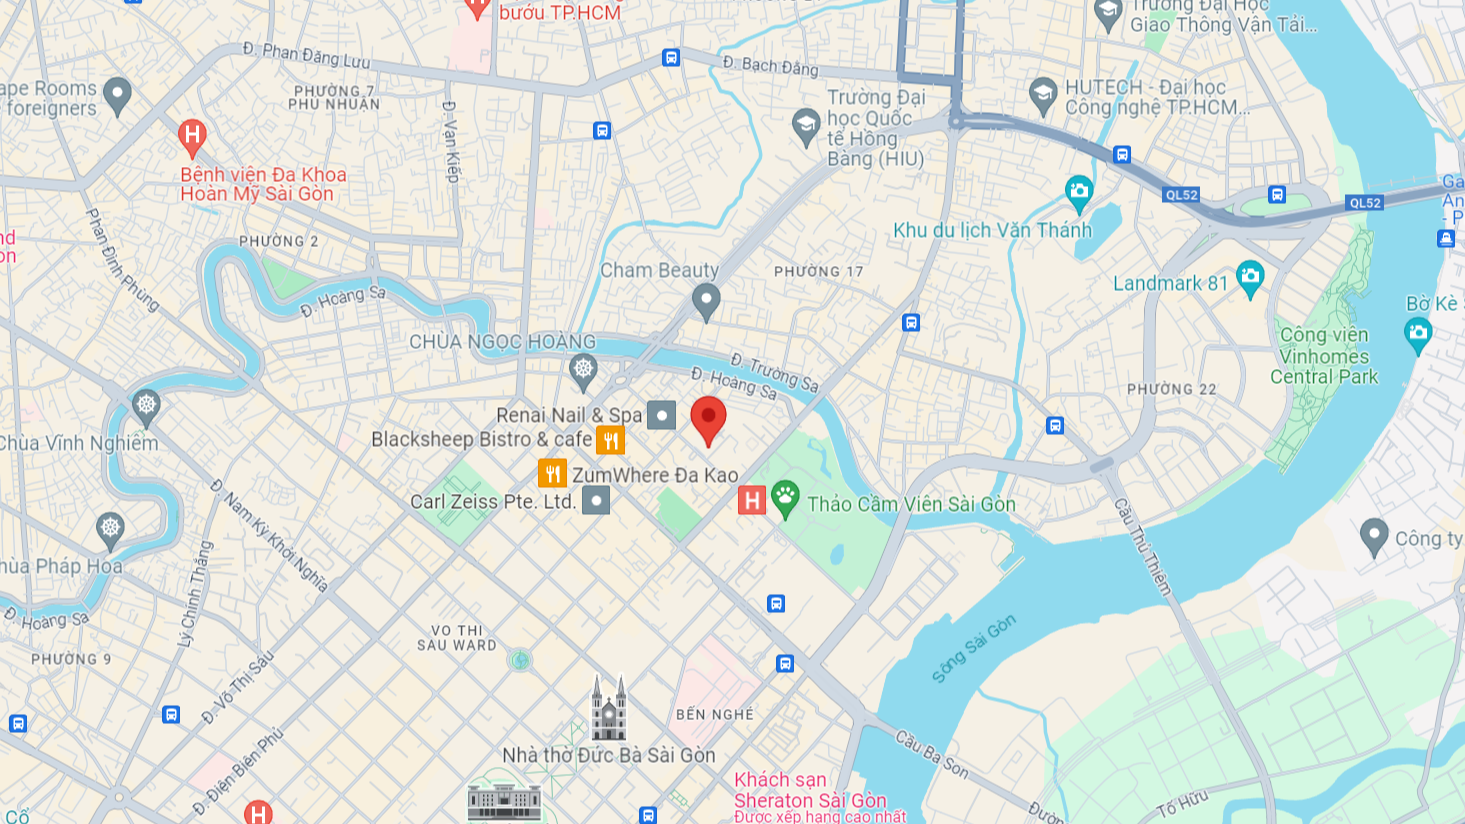 bướu TP.HCM
Trường Đại Học
Giao Thông Vận Tải...
Đ. Phan Đăng Lưu
Đ. Bạch Đằng
ape Rooms
foreigners
PHƯỜNG 7
PHÚ NHUẬN
Đ. Vạn Kiếp
Trường Đại
học Quốc
tế Hồng
Bàng (HIU)
HUTECH - Đại học
Công nghệ TP.HCM...
H
Bệnh viện Đa Khoa
Hoàn Mỹ Sài Gòn
QL52
QL52
Ga
An
- P
Phan Đình Phùng
PHƯỜNG 2
Khu du lịch Văn Thánh
nd
on
Cham Beauty
PHƯỜNG 17
Landmark 81
Đ. Hoàng Sa
Bờ Kè
CHÙA NGỌC HOÀNG
Công viên
Vinhomes
Central Park
Đ. Trường Sa
Đ. Hoàng Sa
PHƯỜNG 22
Renai Nail & Spa
Blacksheep Bistro & cafe
Chùa Vĩnh Nghiêm
ZumWhere Đa Kao
Carl Zeiss Pte. Ltd.
H
Thảo Cầm Viên Sài Gòn
Đ. Nam Kỳ Khởi Nghĩa
Cầu Thủ Thiêm
Công ty
hùa Pháp Hoa
Lý Chính Thắng
Đ. Hoàng Sa
VO THI
SAU WARD
Sông Sài Gòn
PHƯỜNG 9
Đ. Võ Thị Sáu
BẾN NGHÉ
Đ. Điện Biên Phủ
Nhà thờ Đức Bà Sài Gòn
Cầu Ba Son
Khách sạn
Sheraton Sài Gòn
Được xếp hạng cao nhất
Tố Hữu
Đườn
H
Cổ